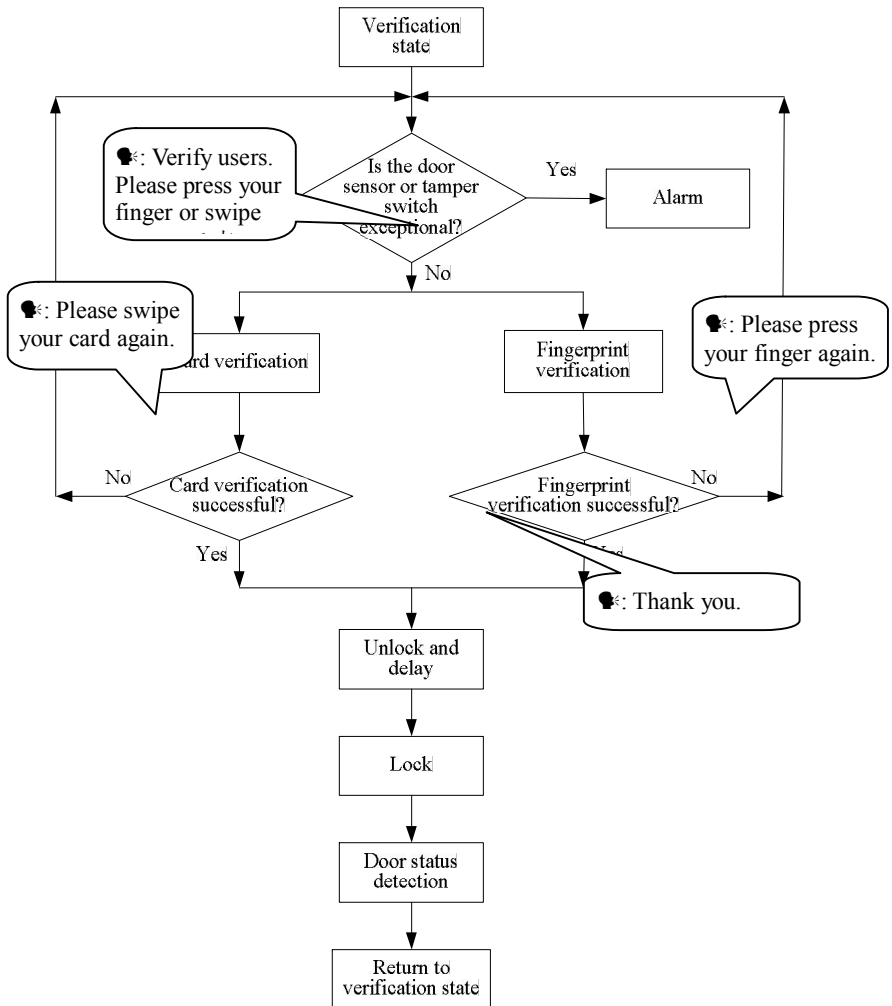 Verification
state
🗣: Verify users.
Please press your
finger or swipe
Is the door
sensor or tamper
switch
exceptional?
Yes
Alarm
No
🗣: Please swipe
your card again.
Card verification
Fingerprint
verification
🗣: Please press
your finger again.
No
Card verification
successful?
Fingerprint
verification successful?
No
Yes
Yes
🗣: Thank you.
Unlock and
delay
Lock
Door status
detection
Return to
verification state